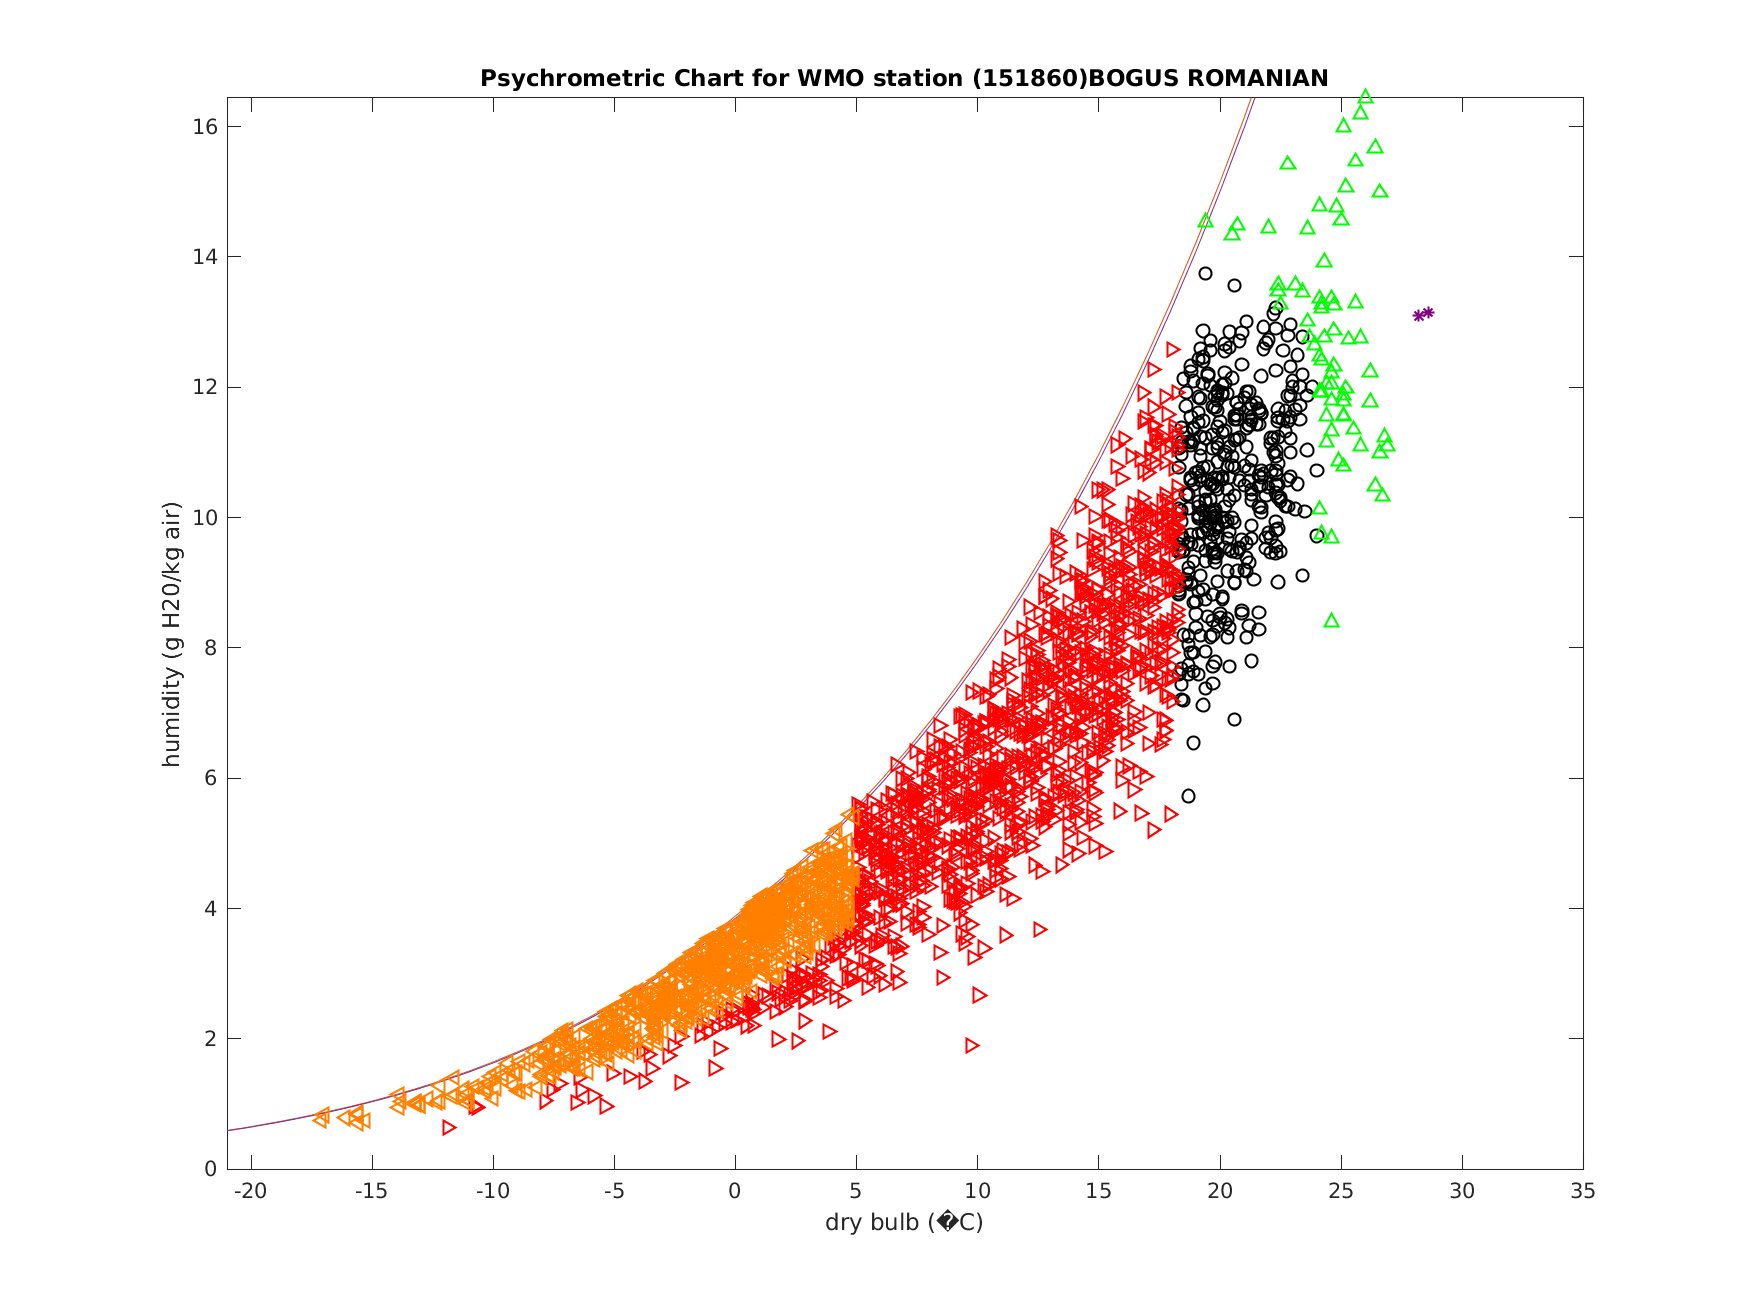 Psychrometric Chart for WMO station (151860)BOGUS ROMANIAN
humidity (g H20/kg air)
16
14
12
10
8
6
4
2
0
-20 -15 -10 -5 0 5 10 15 20 25 30 35
dry bulb (�C)